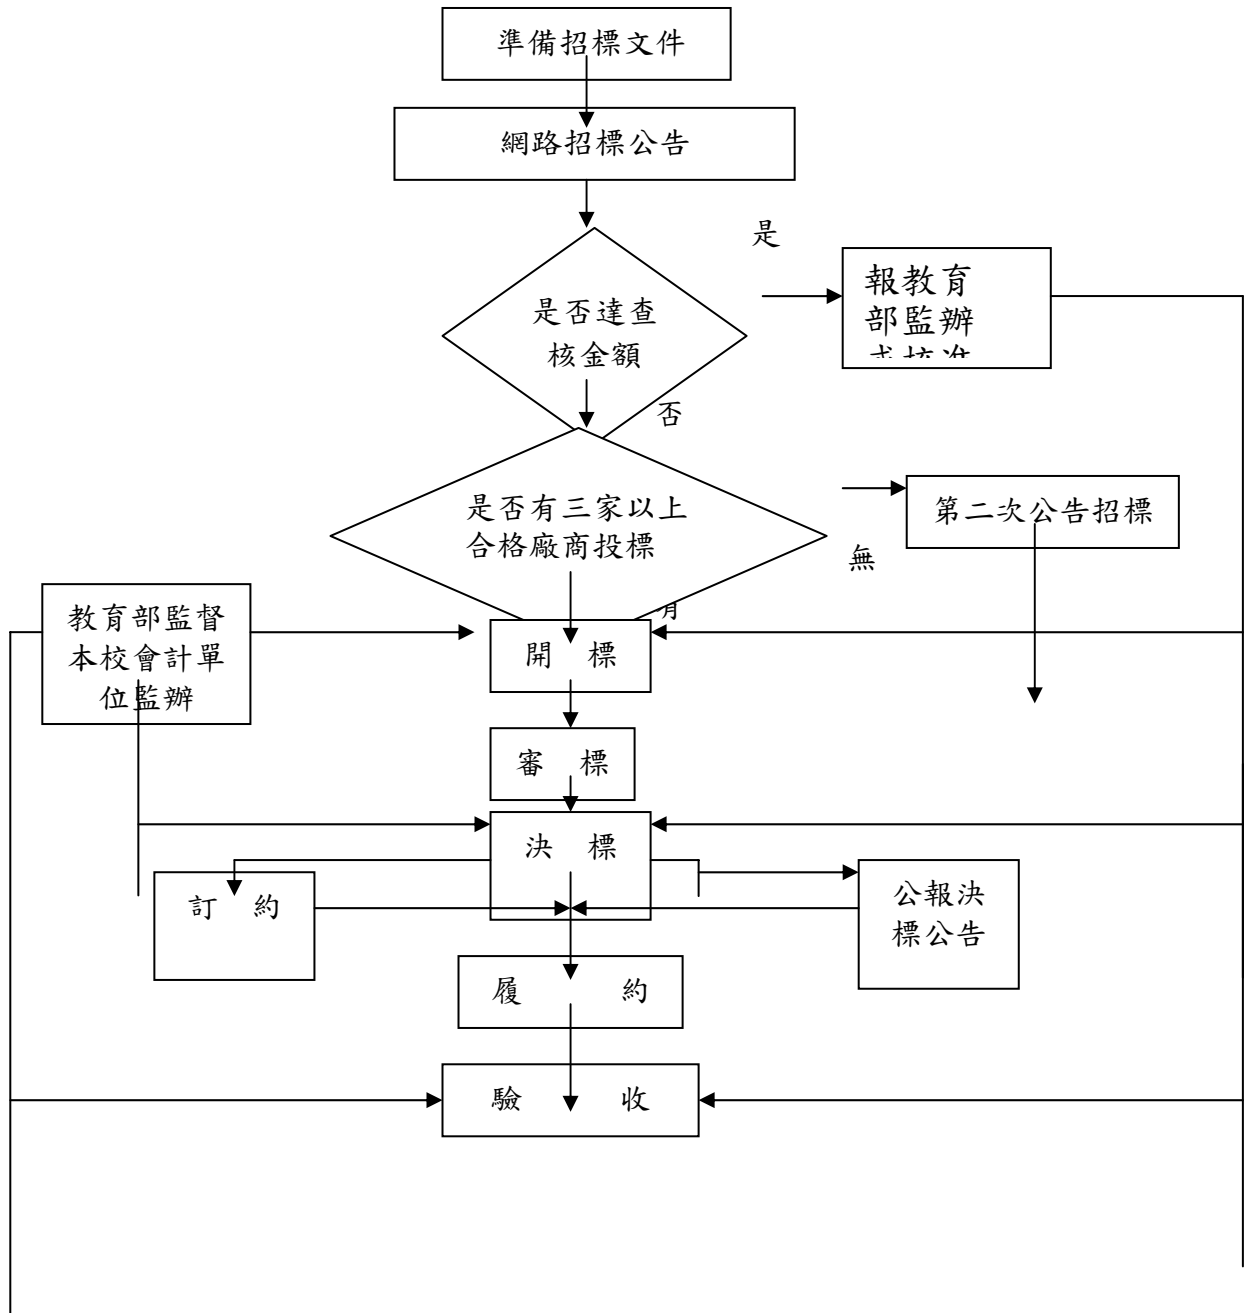 準備招標文件
網路招標公告
是
報教育
部監辦
是否達查
核金額
否
是否有三家以上
合格廠商投標
第二次公告招標
無
教育部監督
本校會計單
位監辦
開 標
審 標
決 標
訂 約
公報決
標公告
履 約
驗 收